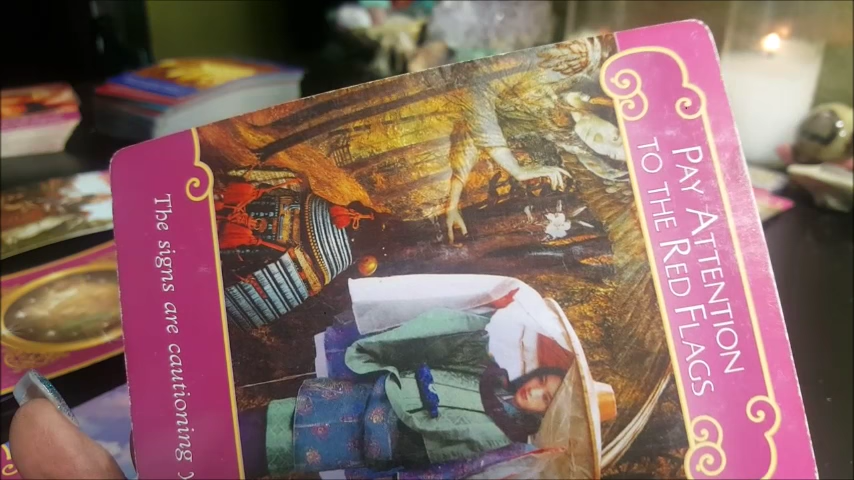 PAY ATTENTION
TO THE RED FLAGS
The signs are cautioning